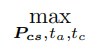 max
P_cs, t_a, t_c